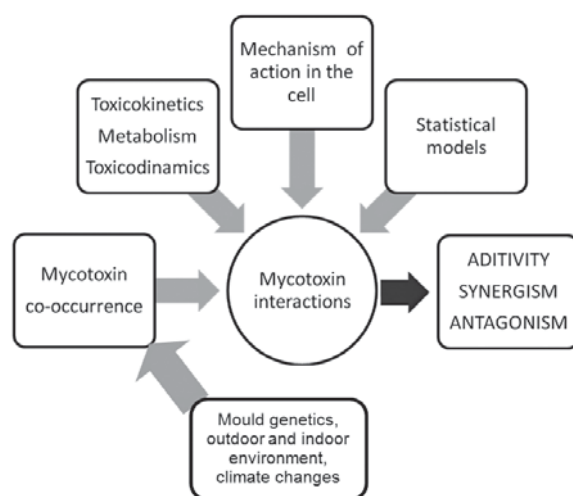 Mechanism of
action in the
cell
Toxicokinetics
Metabolism
Toxicodinamics
Statistical
models
Mycotoxin
co-occurrence
Mycotoxin
interactions
ADITIVITY
SYNERGISM
ANTAGONISM
Mould genetics,
outdoor and indoor
environment,
climate changes